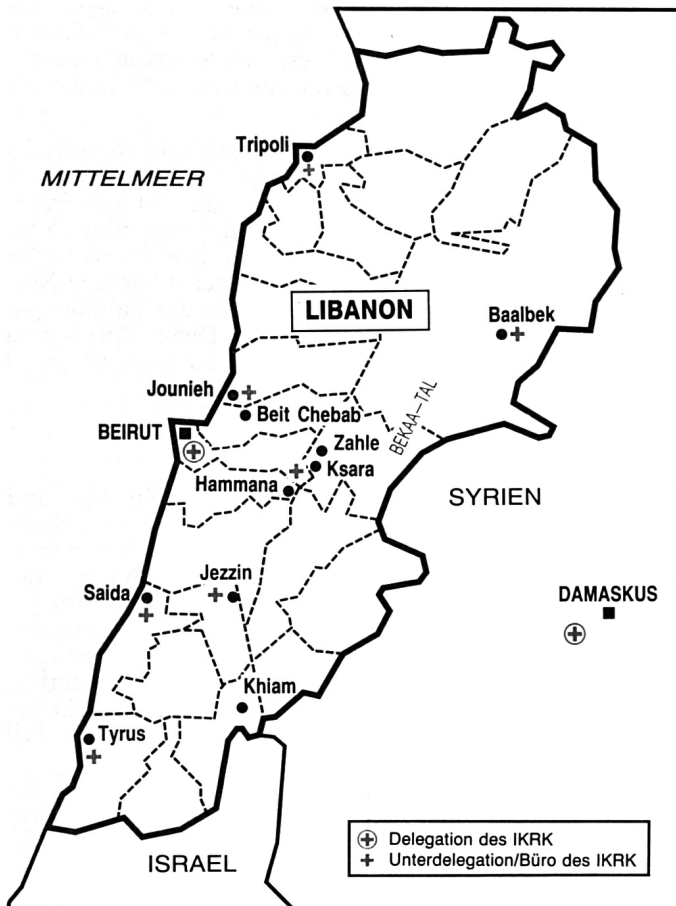 Tripoli
MITTELMEER
LIBANON
Baalbek
Jounieh
Beit Chebab
BEKAA–TAL
BEIRUT
Zahle
Ksara
Hammana
SYRIEN
Jezzin
Saida
DAMASKUS
Khiam
Tyrus
ISRAEL
Delegation des IKRK
Unterdelegation/Büro des IKRK